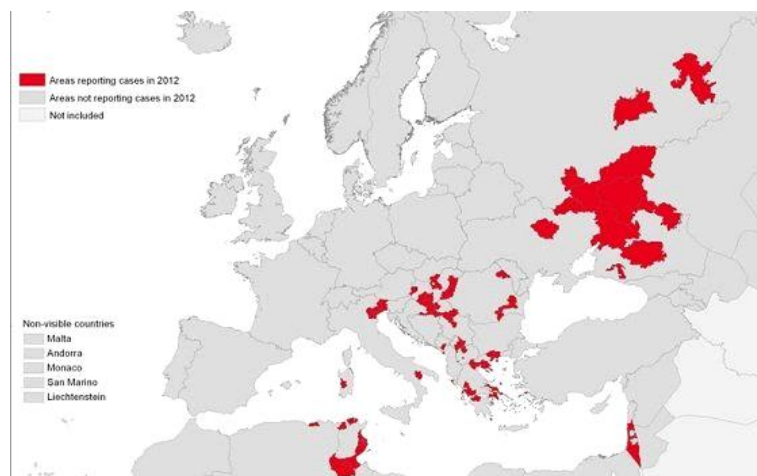 Areas reporting cases in 2012
Areas not reporting cases in 2012
Not included
Non-visible countries
Malta
Andorra
Monaco
San Marino
Liechtenstein